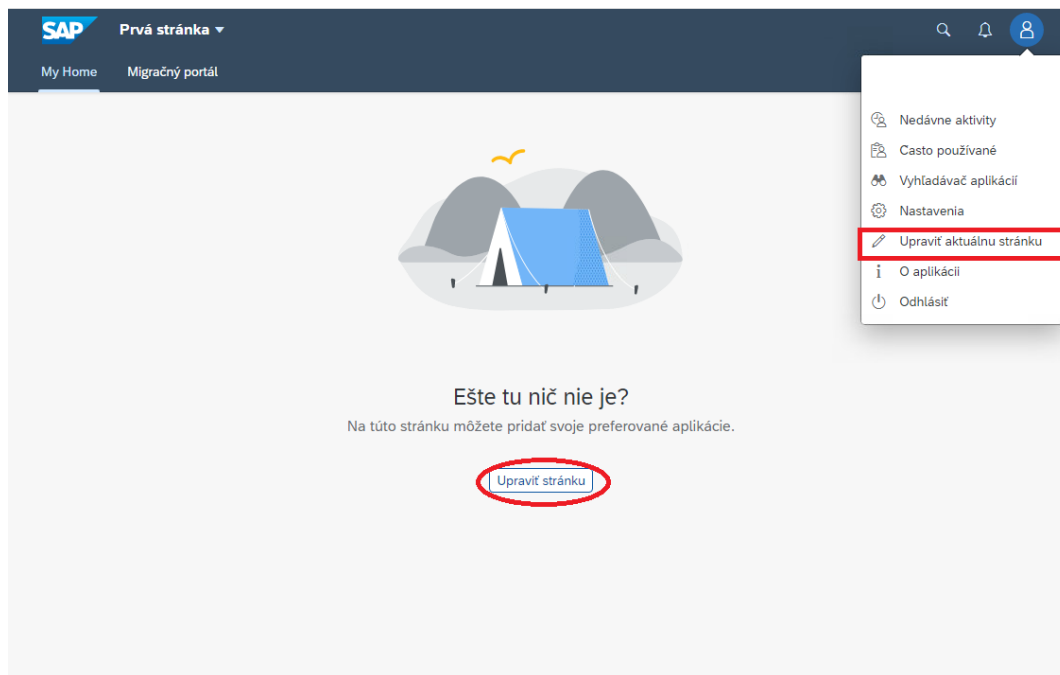 SAP Prvá stránka
My Home Migračný portál
Nedávne aktivity
Casto používané
Vyhľadávač aplikácií
Nastavenia
Upraviť aktuálnu stránku
O aplikácii
Odhlásiť
Ešte tu nič nie je?
Na túto stránku môžete pridať svoje preferované aplikácie.
Upraviť stránku